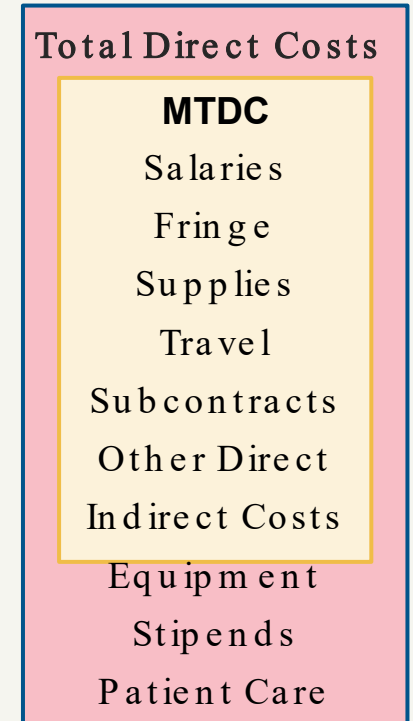 Total Direct Costs
MTDC
Salaries
Fringe
Supplies
Travel
Subcontracts
Other Direct
Indirect Costs
Equipment
Stipends
Patient Care